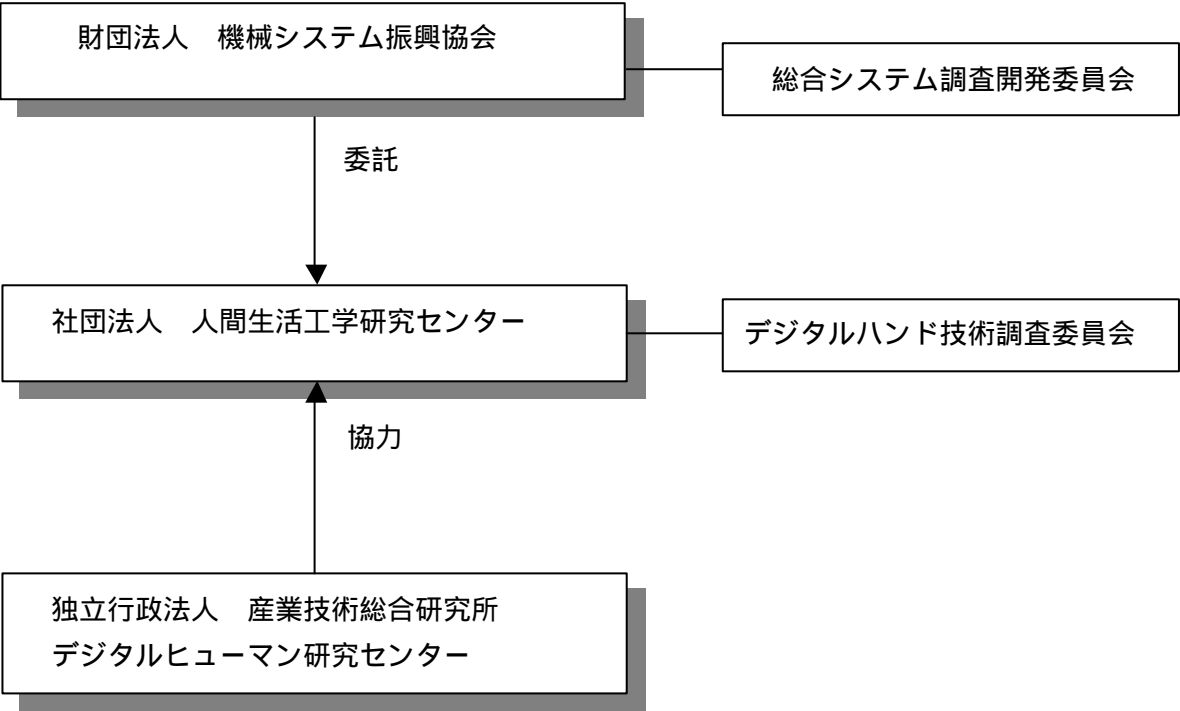 財団法人　機械システム振興協会
総合システム調査開発委員会
委託
社団法人　人間生活工学研究センター
デジタルハンド技術調査委員会
協力
独立行政法人　産業技術総合研究所
デジタルヒューマン研究センター